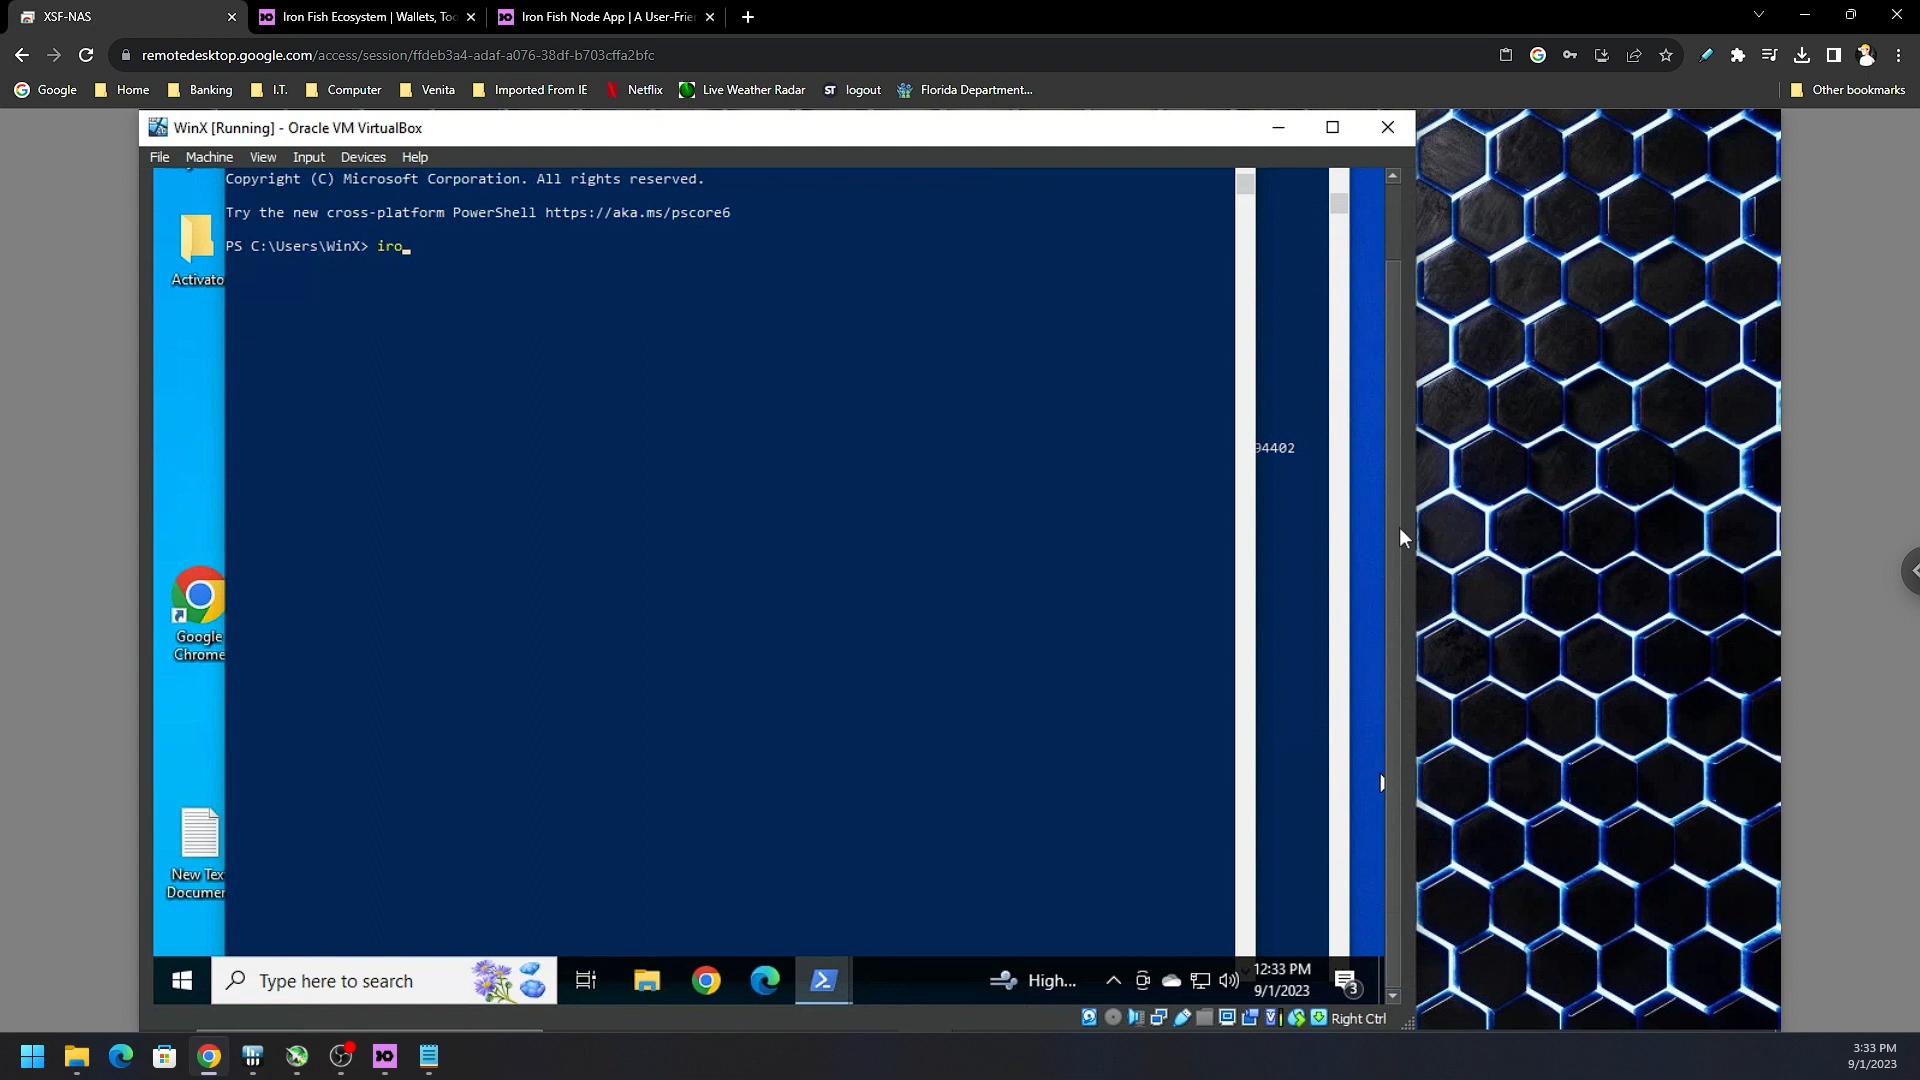 XSF-NAS
Iron Fish Ecosystem | Wallets, Too
Iron Fish Node App | A User-Frie
remotedesktop.google.com/access/session/ffdeb3a4-adaf-a076-38df-b703cffa2bfc
Google
Home
Banking
I.T.
Computer
Venita
Imported From IE
Netflix
Live Weather Radar
ST
logout
Florida Department...
Other bookmarks
WinX [Running] - Oracle VM VirtualBox
File
Machine
View
Input
Devices
Help
Copyright (C) Microsoft Corporation. All rights reserved.
Try the new cross-platform PowerShell https://aka.ms/pscore6
PS C:\Users\WinX> iro_
Activato
94402
Google
Chrome
New Tex
Documen
Type here to search
High...
12:33 PM
9/1/2023
3
Right Ctrl
3:33 PM
9/1/2023